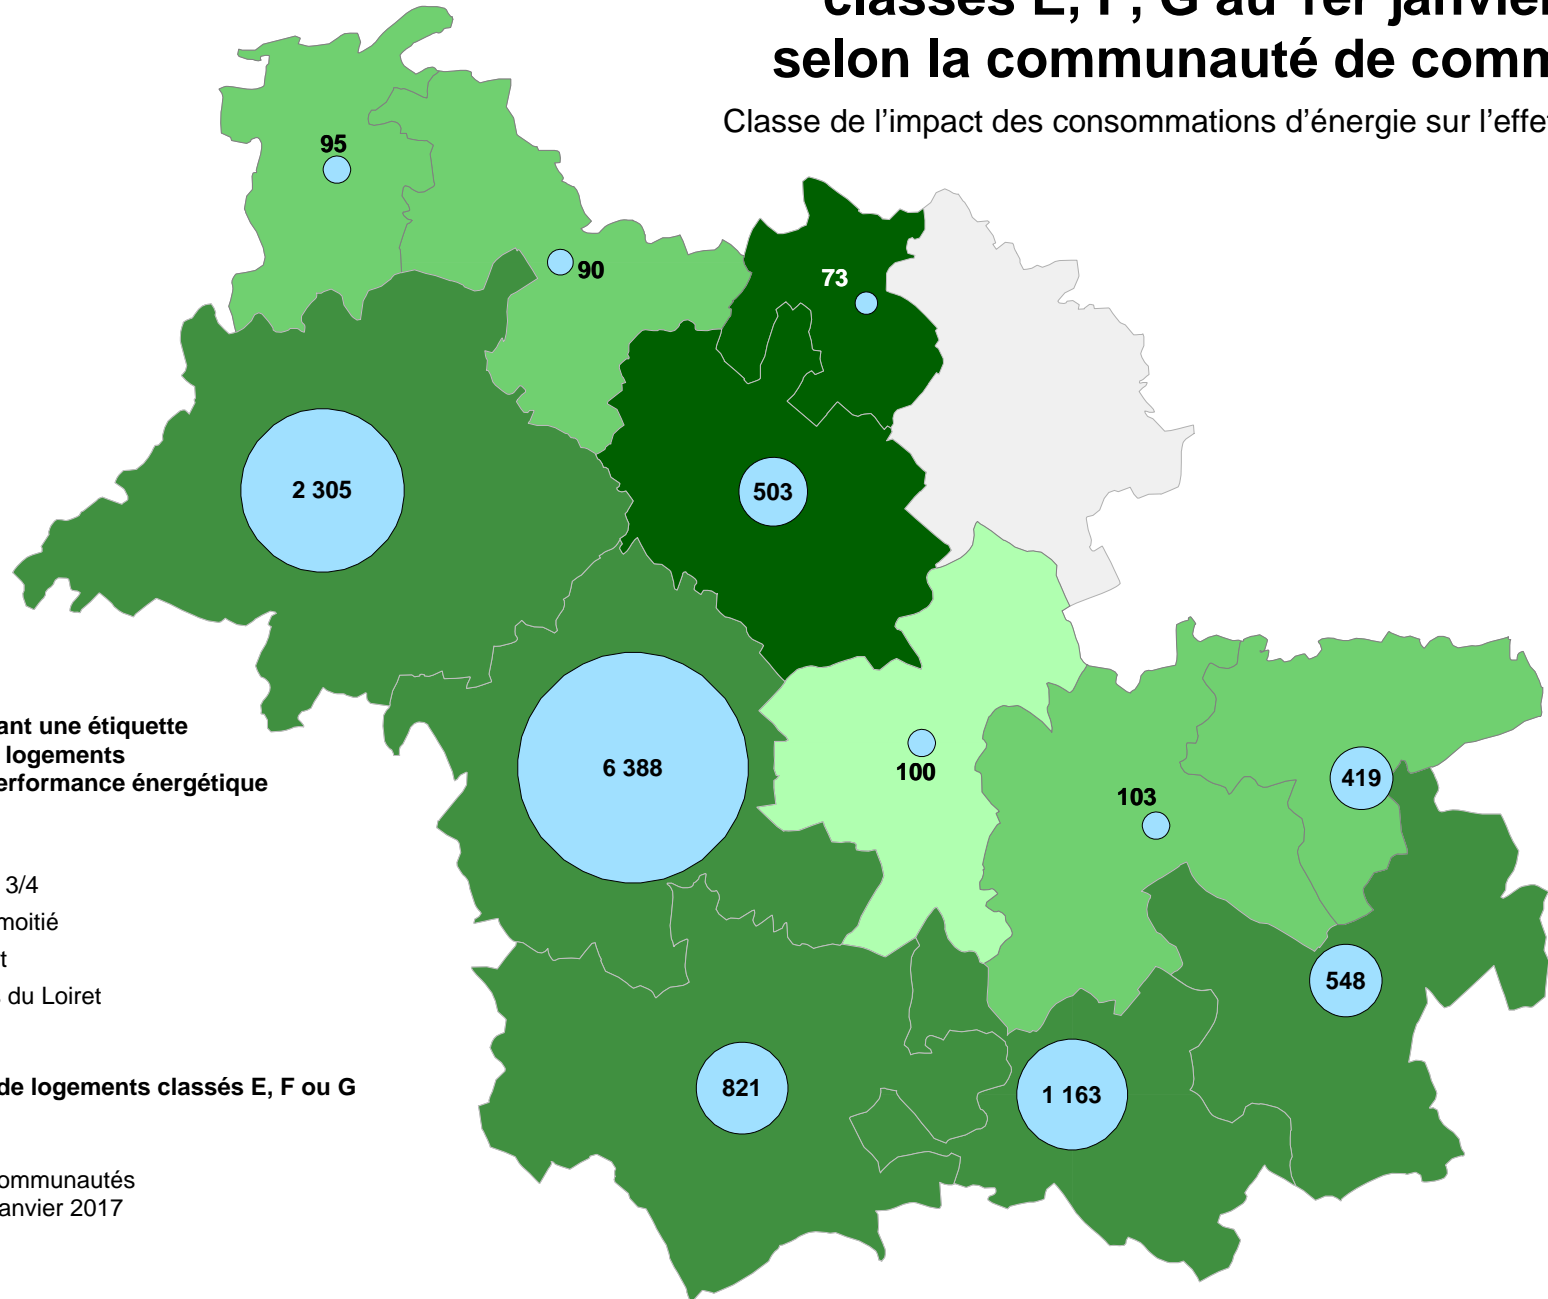 classés E, F, G au 1er janvier
selon la communauté de comm
Classe de l’impact des consommations d’énergie sur l’effet
95
90
73
2 305
503
6 388
100
103
419
548
821
1 163
ant une étiquette
logements
erformance énergétique
3/4
moitié
t
du Loiret
de logements classés E, F ou G
ommunautés
anvier 2017